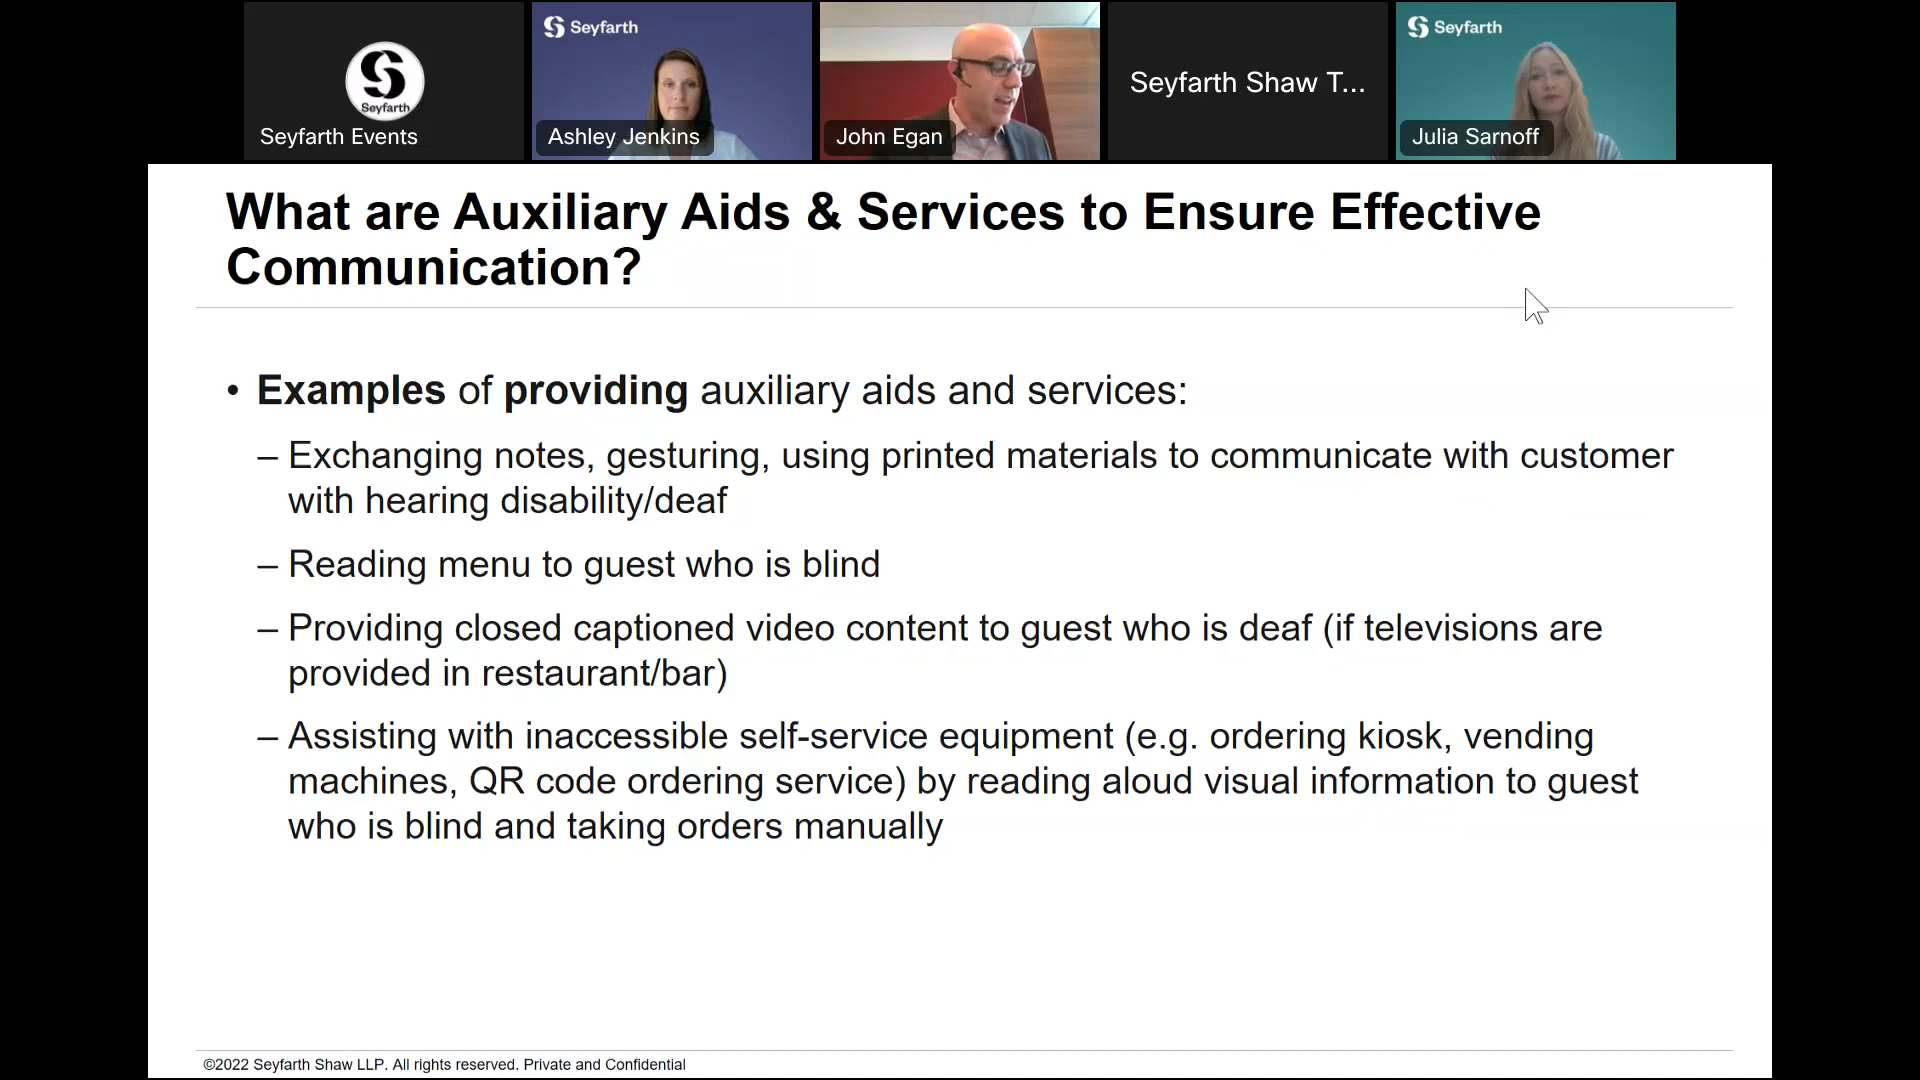 Seyfarth
Seyfarth Events
Seyfarth
Ashley Jenkins
John Egan
Seyfarth Shaw T...
Seyfarth
Julia Sarnoff
What are Auxiliary Aids & Services to Ensure Effective
Communication?
• Examples of providing auxiliary aids and services:
– Exchanging notes, gesturing, using printed materials to communicate with customer
with hearing disability/deaf
– Reading menu to guest who is blind
– Providing closed captioned video content to guest who is deaf (if televisions are
provided in restaurant/bar)
– Assisting with inaccessible self-service equipment (e.g. ordering kiosk, vending
machines, QR code ordering service) by reading aloud visual information to guest
who is blind and taking orders manually
©2022 Seyfarth Shaw LLP. All rights reserved. Private and Confidential